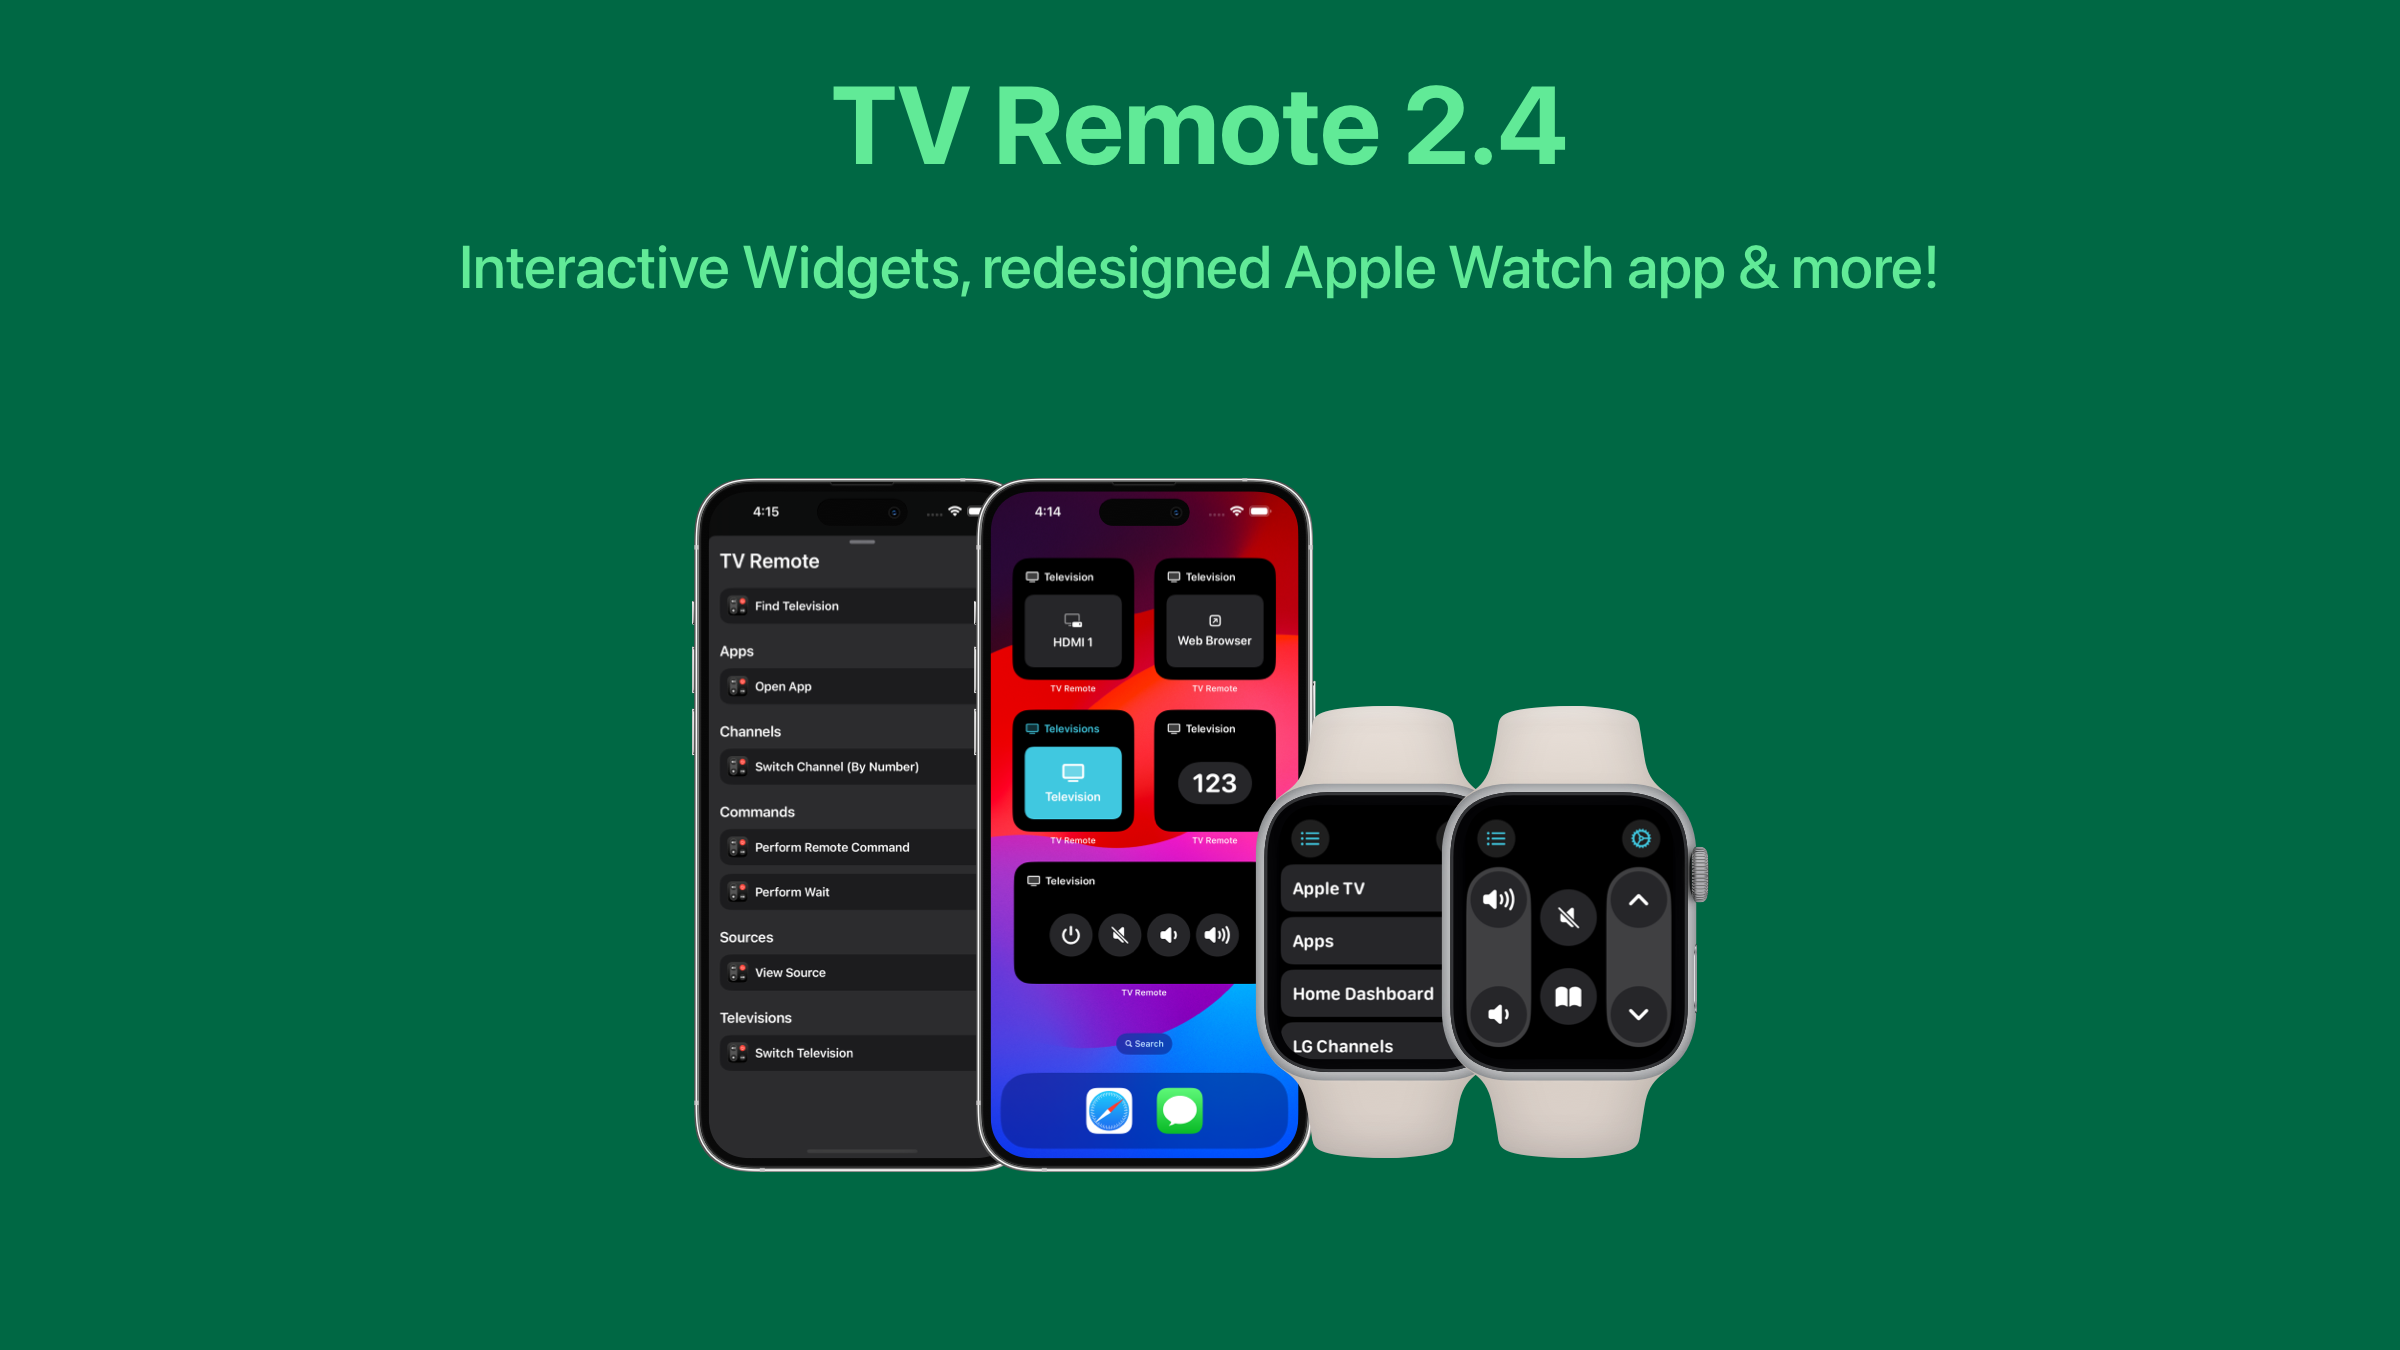 TV Remote 2.4
Interactive Widgets, redesigned Apple Watch app & more!
4:15
TV Remote
Find Television
Apps
Open App
Channels
Switch Channel (By Number)
Commands
Perform Remote Command
Perform Wait
Sources
View Source
Televisions
Switch Television
4:14
Television
HDMI 1
TV Remote
Television
Web Browser
TV Remote
Televisions
Television
TV Remote
Television
123
TV Remote
Television
TV Remote
Search
Apple TV
Apps
Home Dashboard
LG Channels